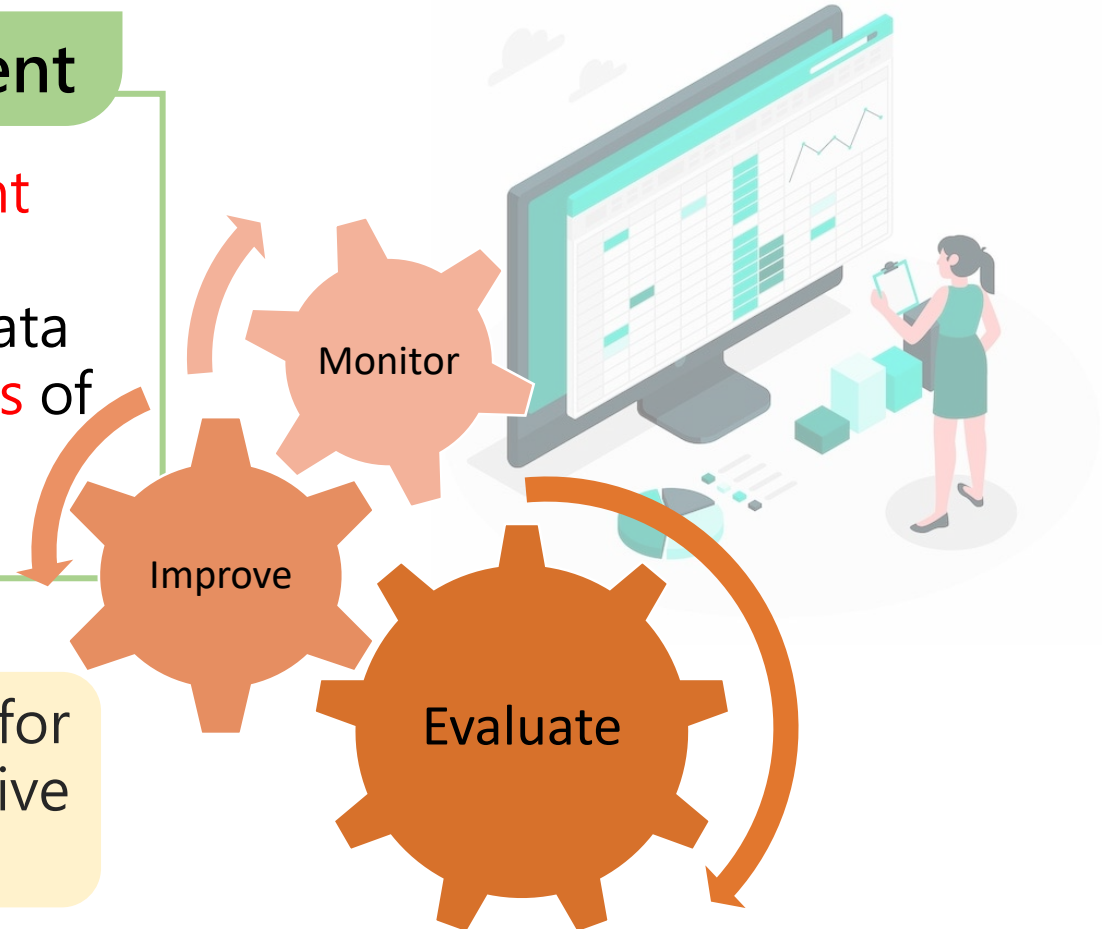 ent
nt
ata
s of
for
ive
Monitor
Improve
Evaluate